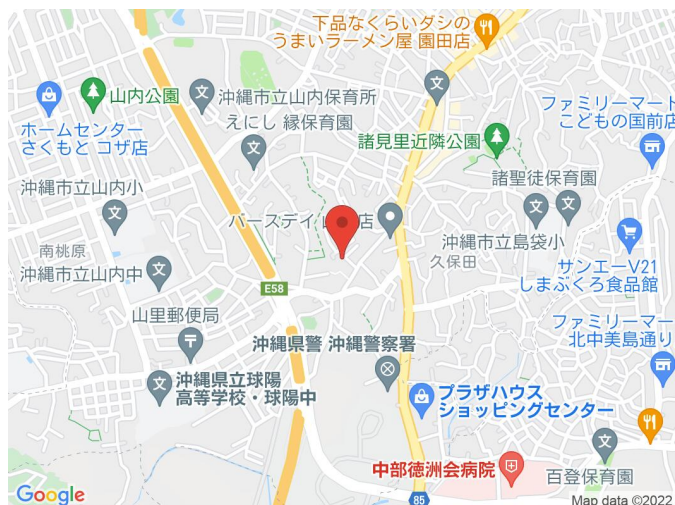 下品なくらいダシの
うまいラーメン屋 園田店
山内公園
沖縄市立山内保育所
えにし 縁保育園
ファミリーマート
こどもの国前店
ホームセンター
さくもと コザ店
諸見里近隣公園
諸聖徒保育園
沖縄市立山内小
バースデイ
店
沖縄市立島袋小
南桃原
久保田
サンエーV21
しまぶくろ食品館
沖縄市立山内中
E58
山里郵便局
沖縄県警 沖縄警察署
ファミリーマー
北中美島通り
沖縄県立球陽
高等学校・球陽中
プラザハウス
ショッピングセンター
中部徳洲会病院
百登保育園
85
Google
Map data ©2022